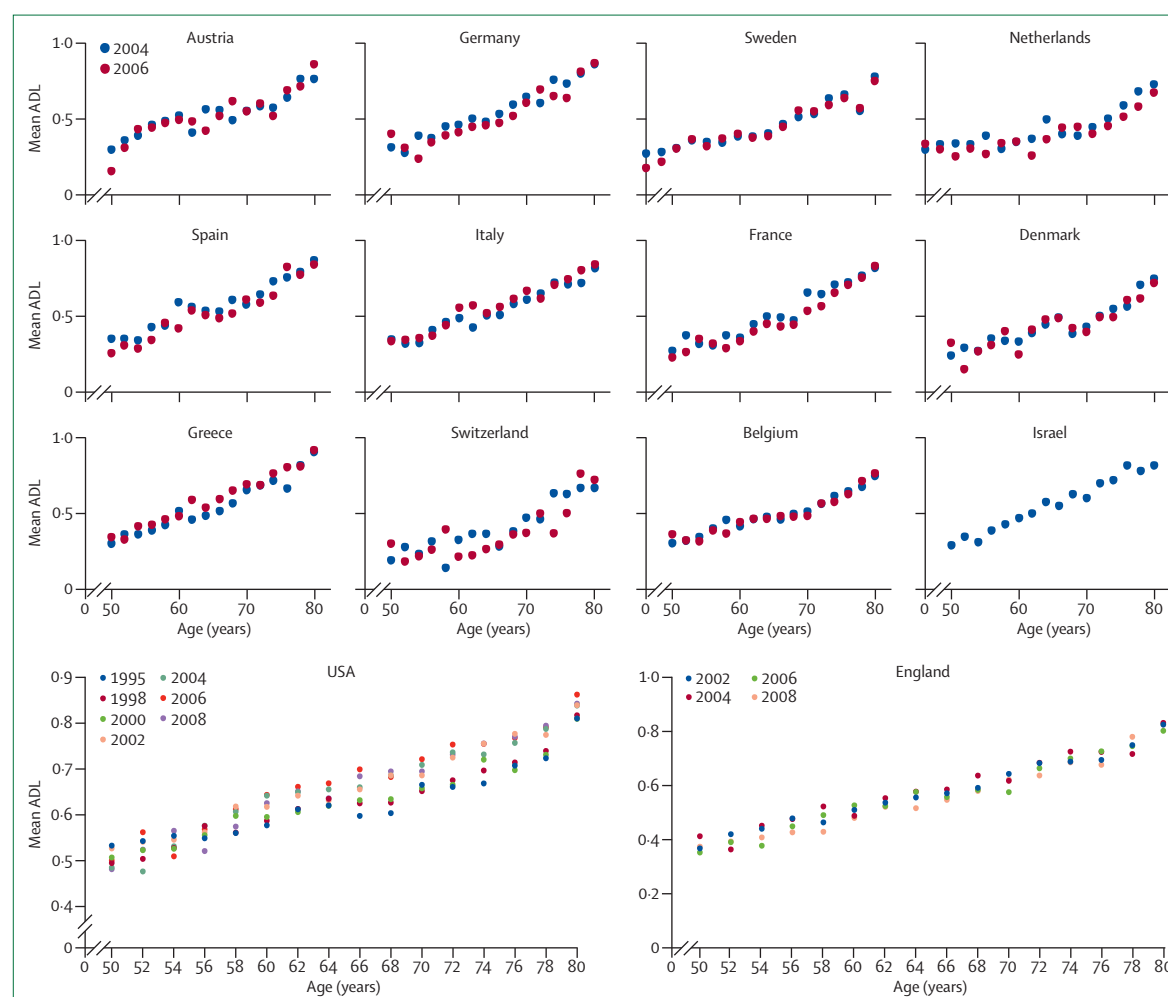 1·0
0·5
0
Mean ADL
Austria
2004
2006
Germany
Sweden
Netherlands
1·0
0·5
0
Mean ADL
Spain
Italy
France
Denmark
1·0
0·5
0
Mean ADL
Greece
Switzerland
Belgium
Israel
0 50 60 70 80
0 50 60 70 80
0 50 60 70 80
0 50 60 70 80
Age (years)
Age (years)
Age (years)
Age (years)
USA
0·9
0·8
0·7
0·6
0·5
0·4
0
Mean ADL
1995
1998
2000
2002
2004
2006
2008
0 50 52 54 56 58 60 62 64 66 68 70 72 74 76 78 80
Age (years)
England
1·0
0·8
0·6
0·4
0·2
0
2002
2004
2006
2008
0 50 52 54 56 58 60 62 64 66 68 70 72 74 76 78
Age (years)